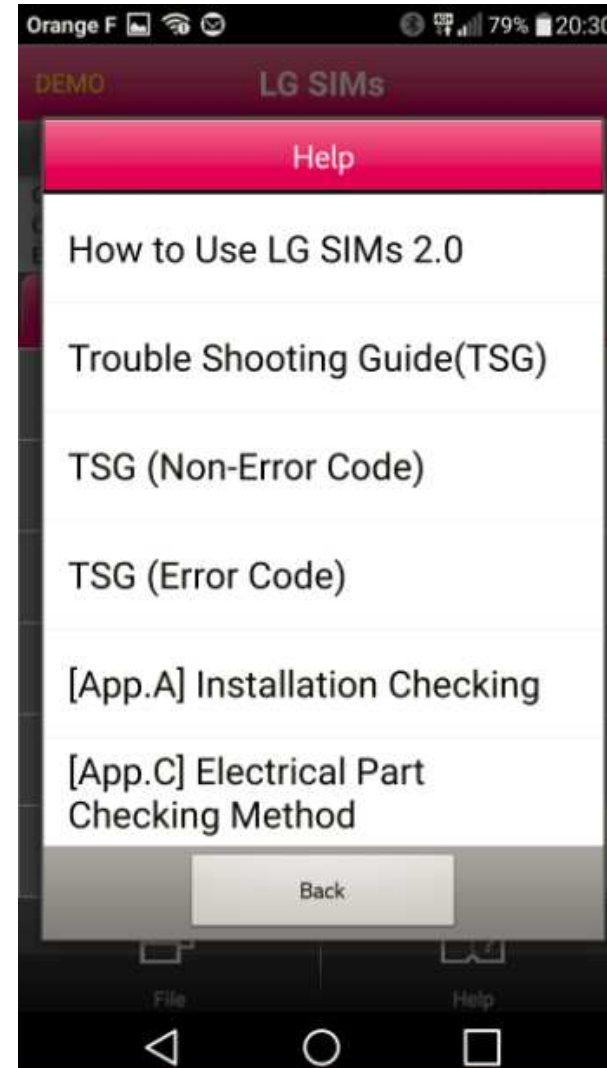 Orange F 79% 20:30
DEMO LG SIMs
Help
How to Use LG SIMs 2.0
Trouble Shooting Guide(TSG)
TSG (Non-Error Code)
TSG (Error Code)
[App.A] Installation Checking
[App.C] Electrical Part
Checking Method
Back
File Help